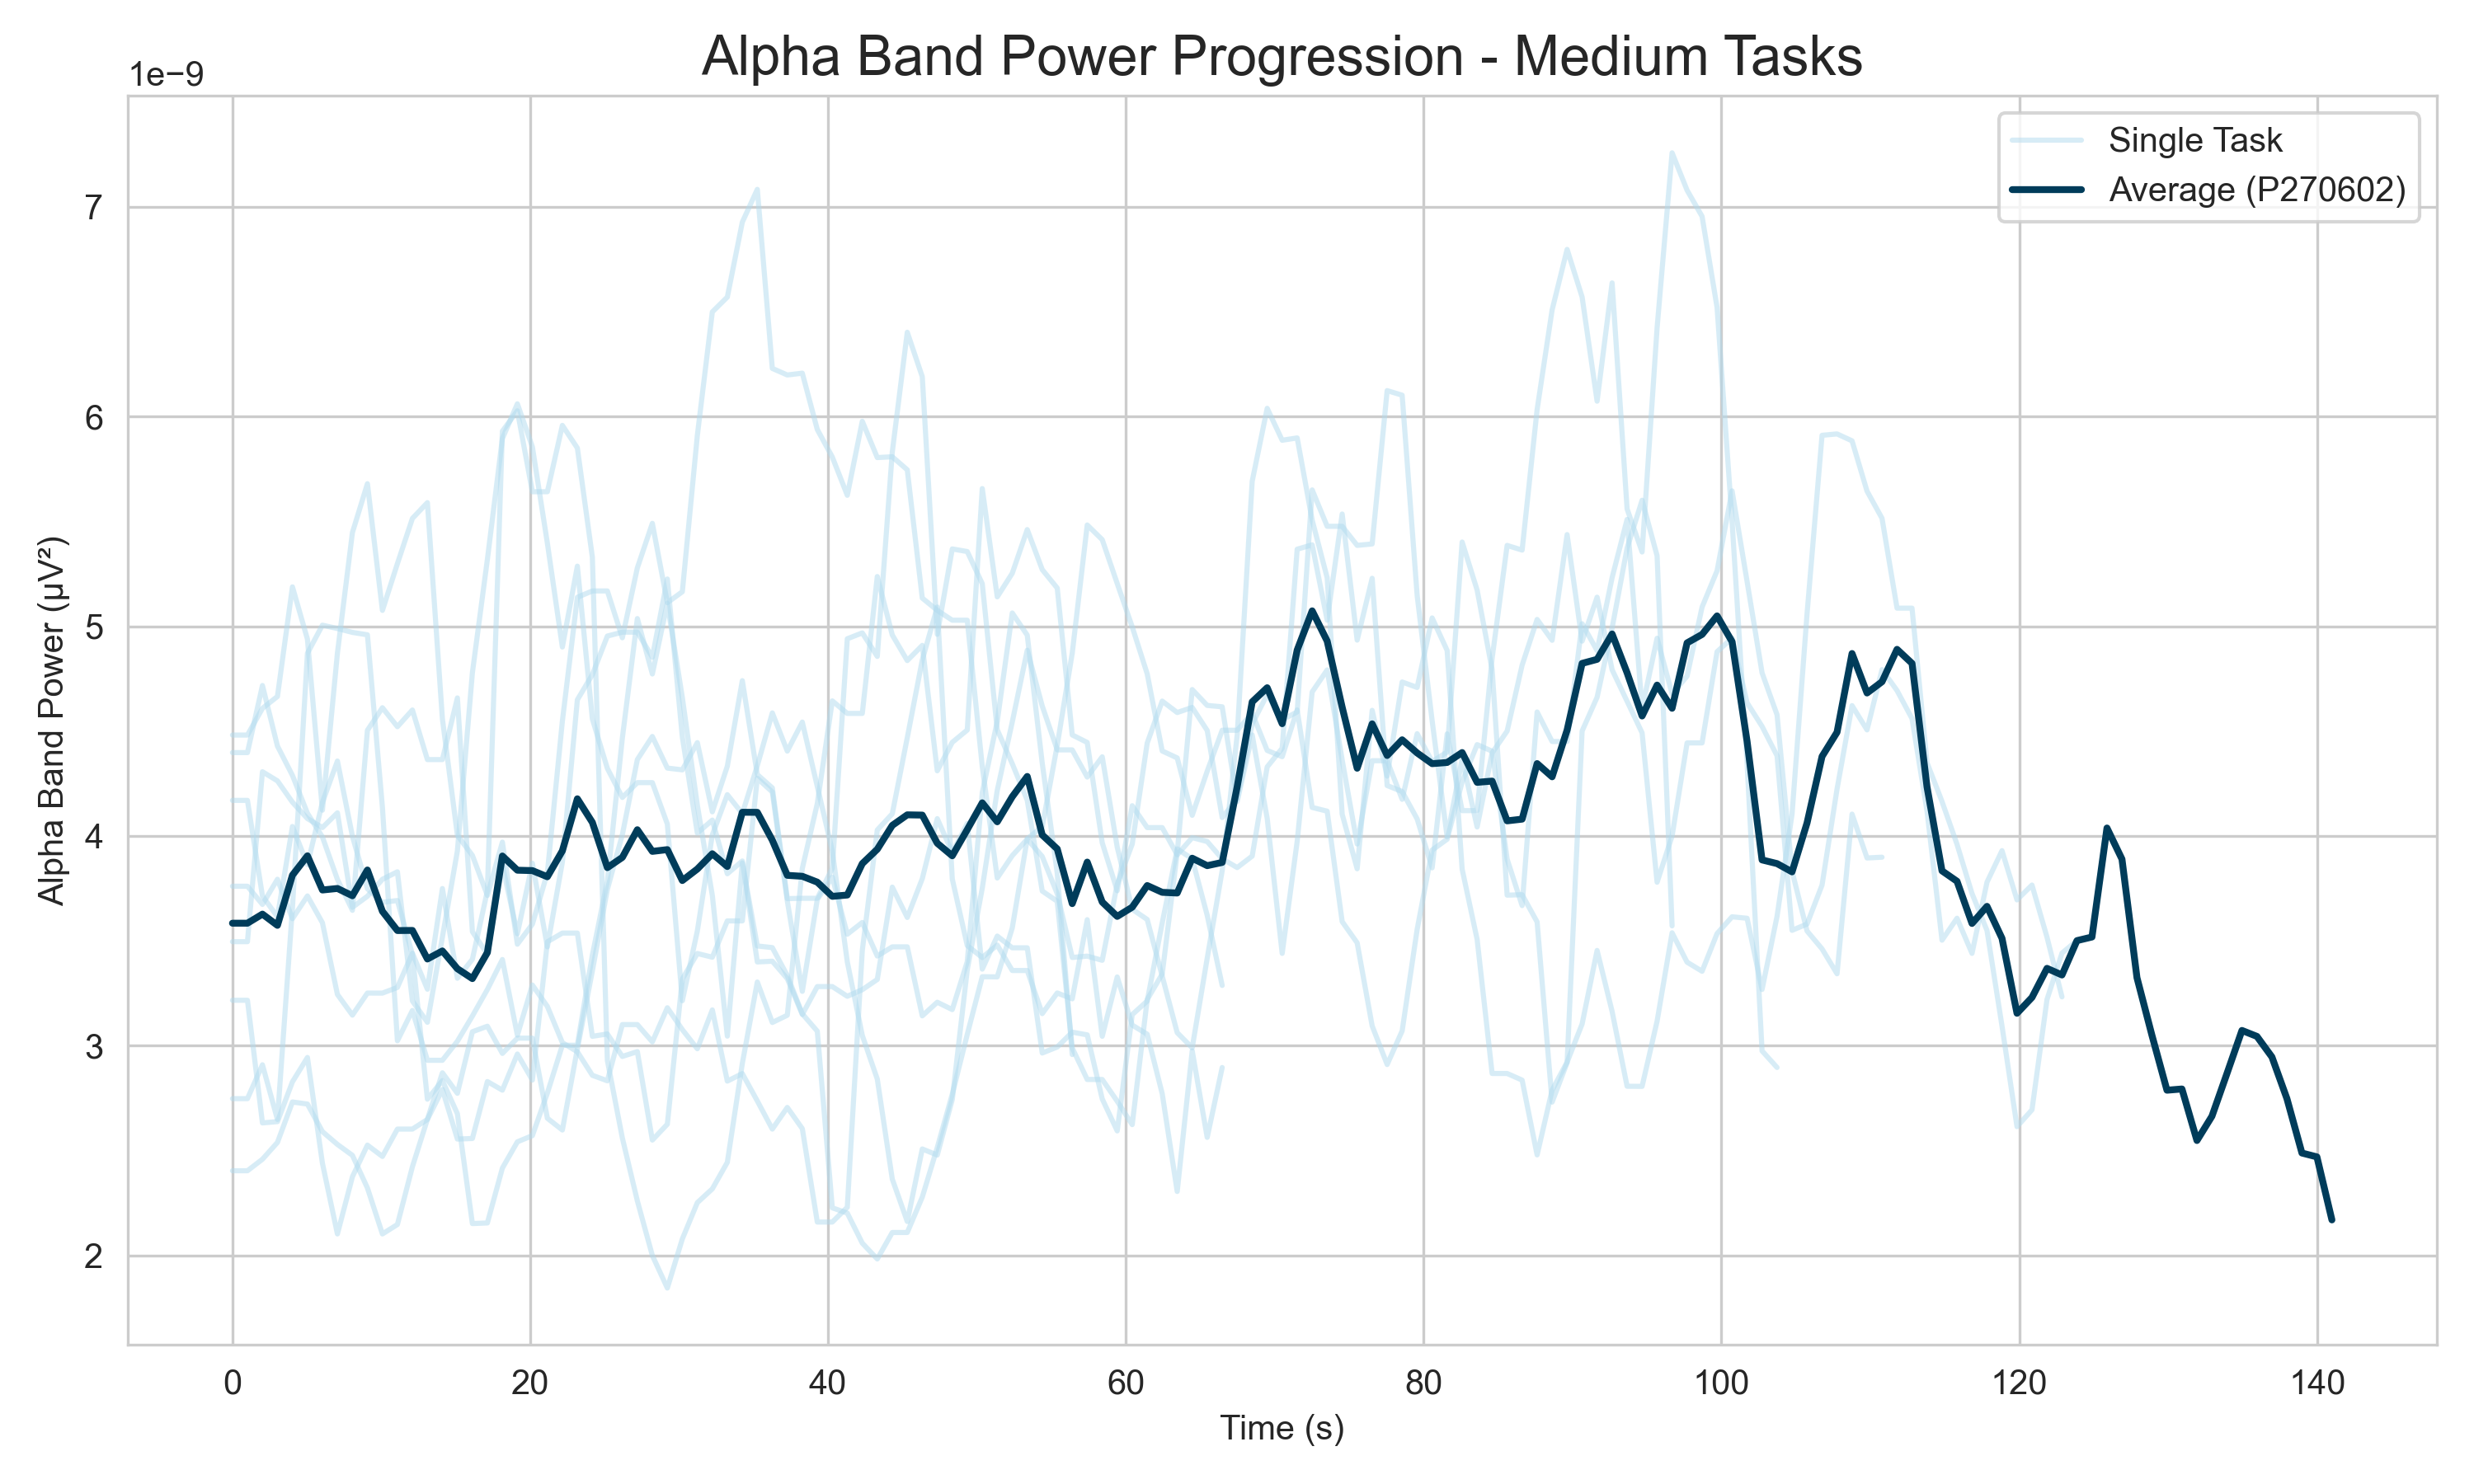 Alpha Band Power Progression - Medium Tasks
1e−9
Single Task
Average (P270602)
Alpha Band Power (µV²)
7
6
5
4
3
2
0 20 40 60 80 100 120 140
Time (s)